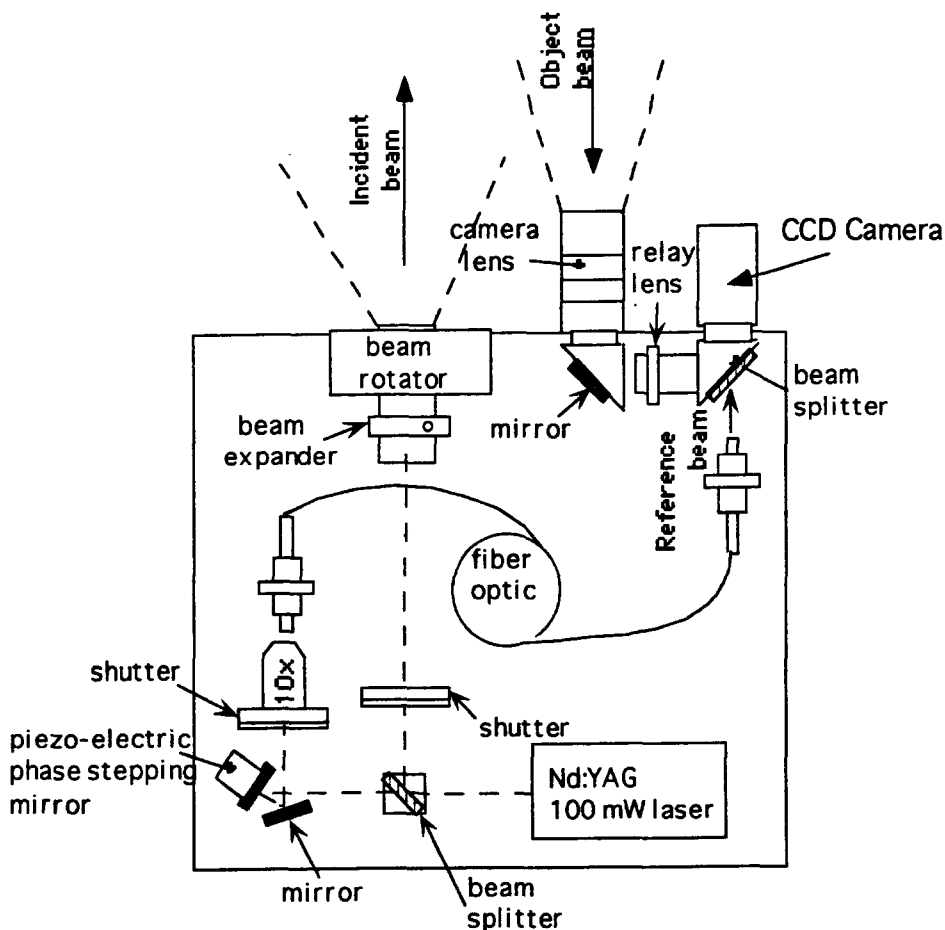 Object
beam
Incident
beam
camera
lens
relay
lens
CCD Camera
beam
rotator
beam
splitter
mirror
beam
expander
Reference
beam
fiber
optic
10x
shutter
shutter
piezo-electric
phase stepping
mirror
Nd:YAG
100 mW laser
mirror
beam
splitter